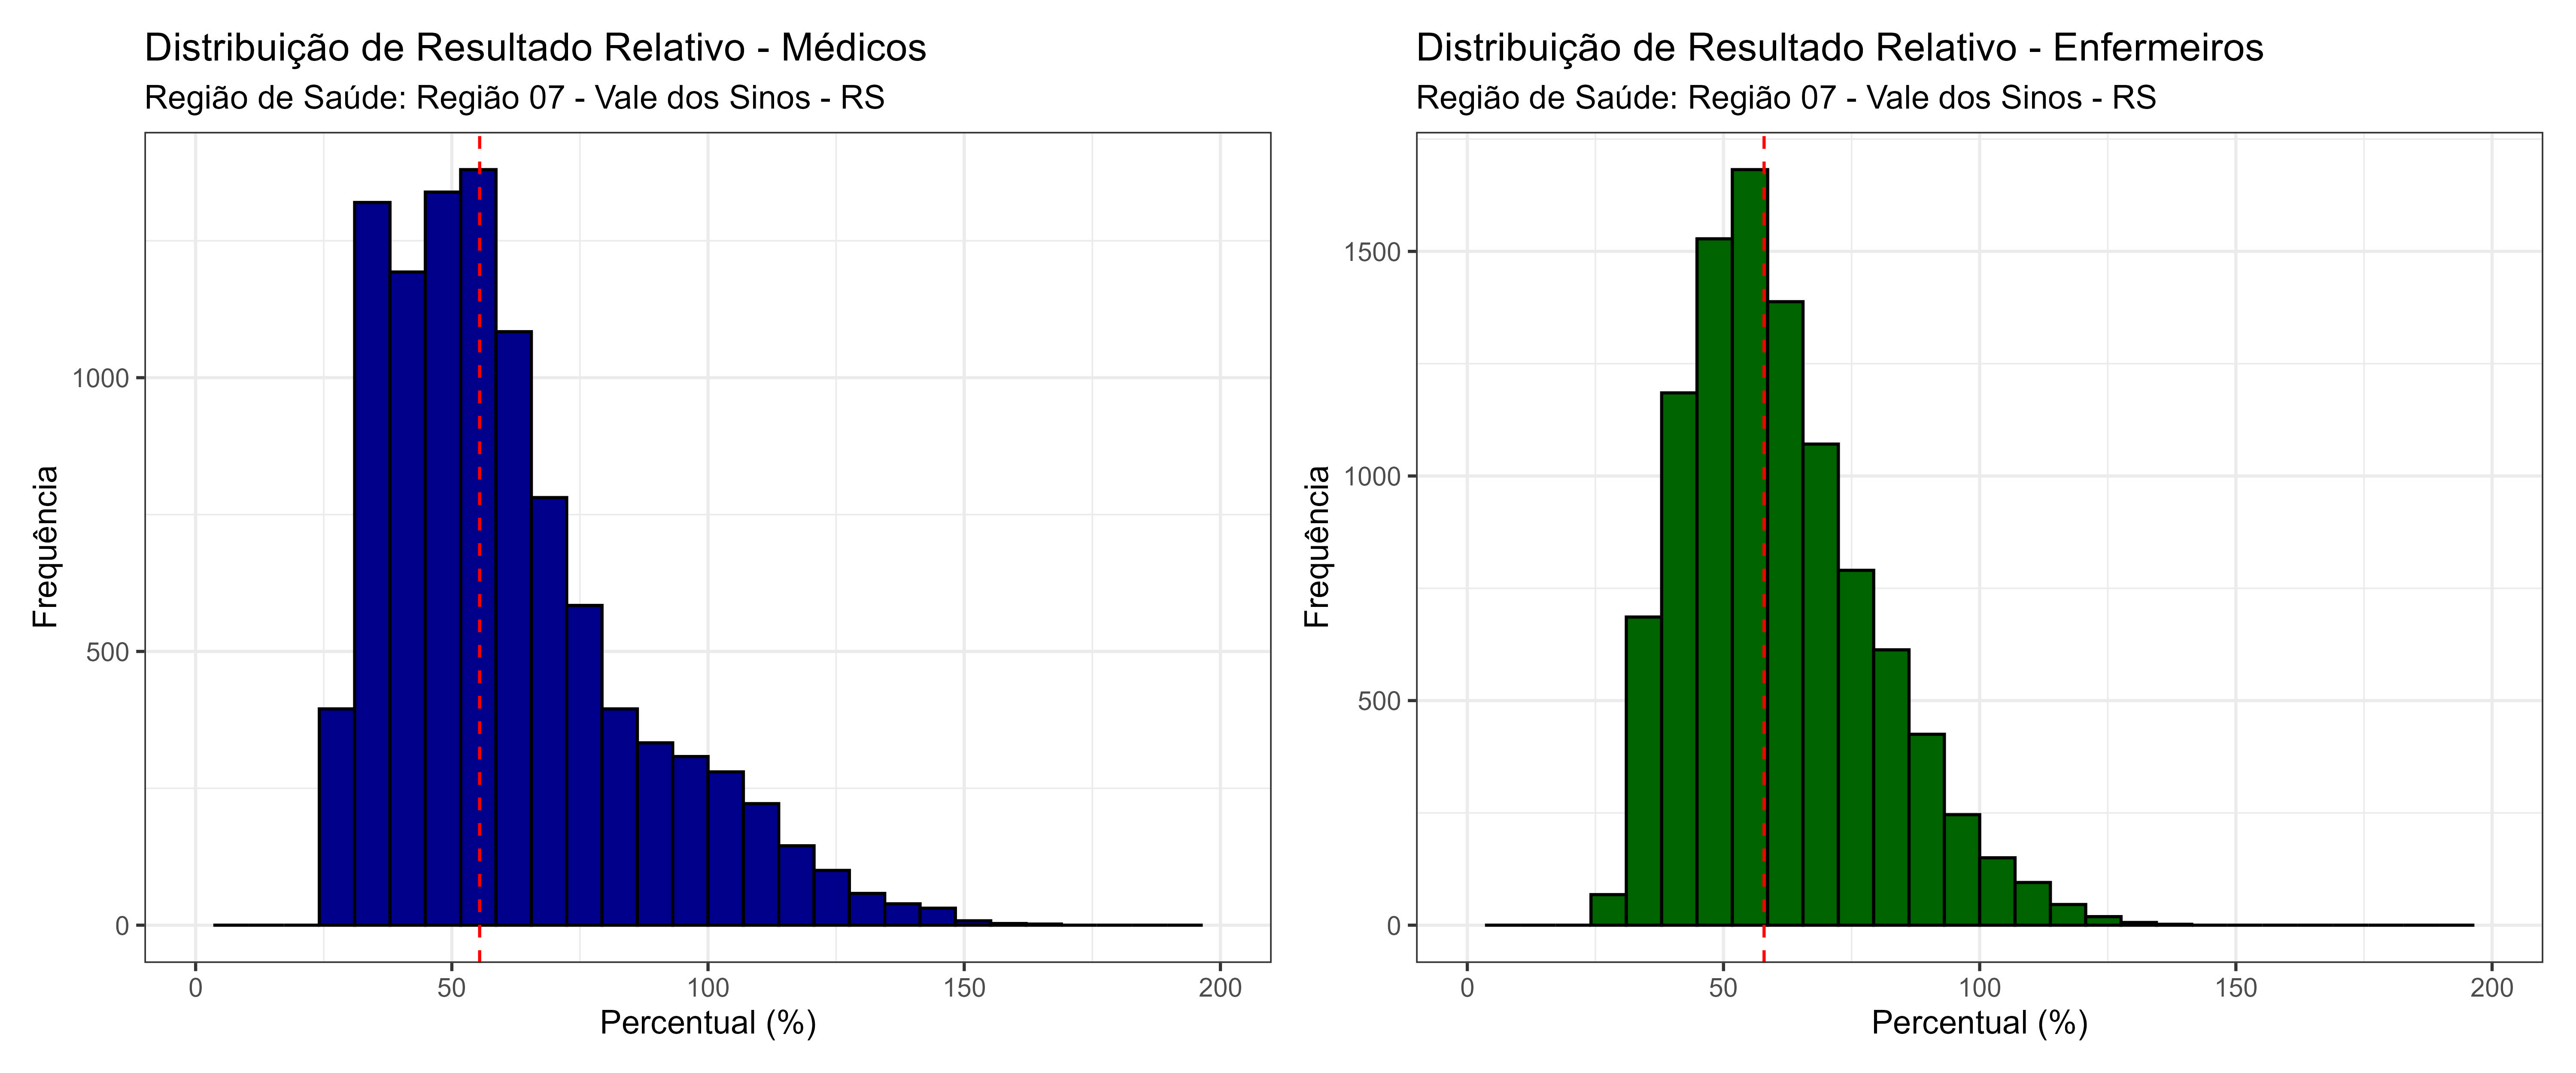 Distribuição de Resultado Relativo - Médicos
Região de Saúde: Região 07 - Vale dos Sinos - RS
Frequência
1000
500
0
0 50 100 150 200
Percentual (%)
Distribuição de Resultado Relativo - Enfermeiros
Região de Saúde: Região 07 - Vale dos Sinos - RS
Frequência
1500
1000
500
0
0 50 100 150 200
Percentual (%)